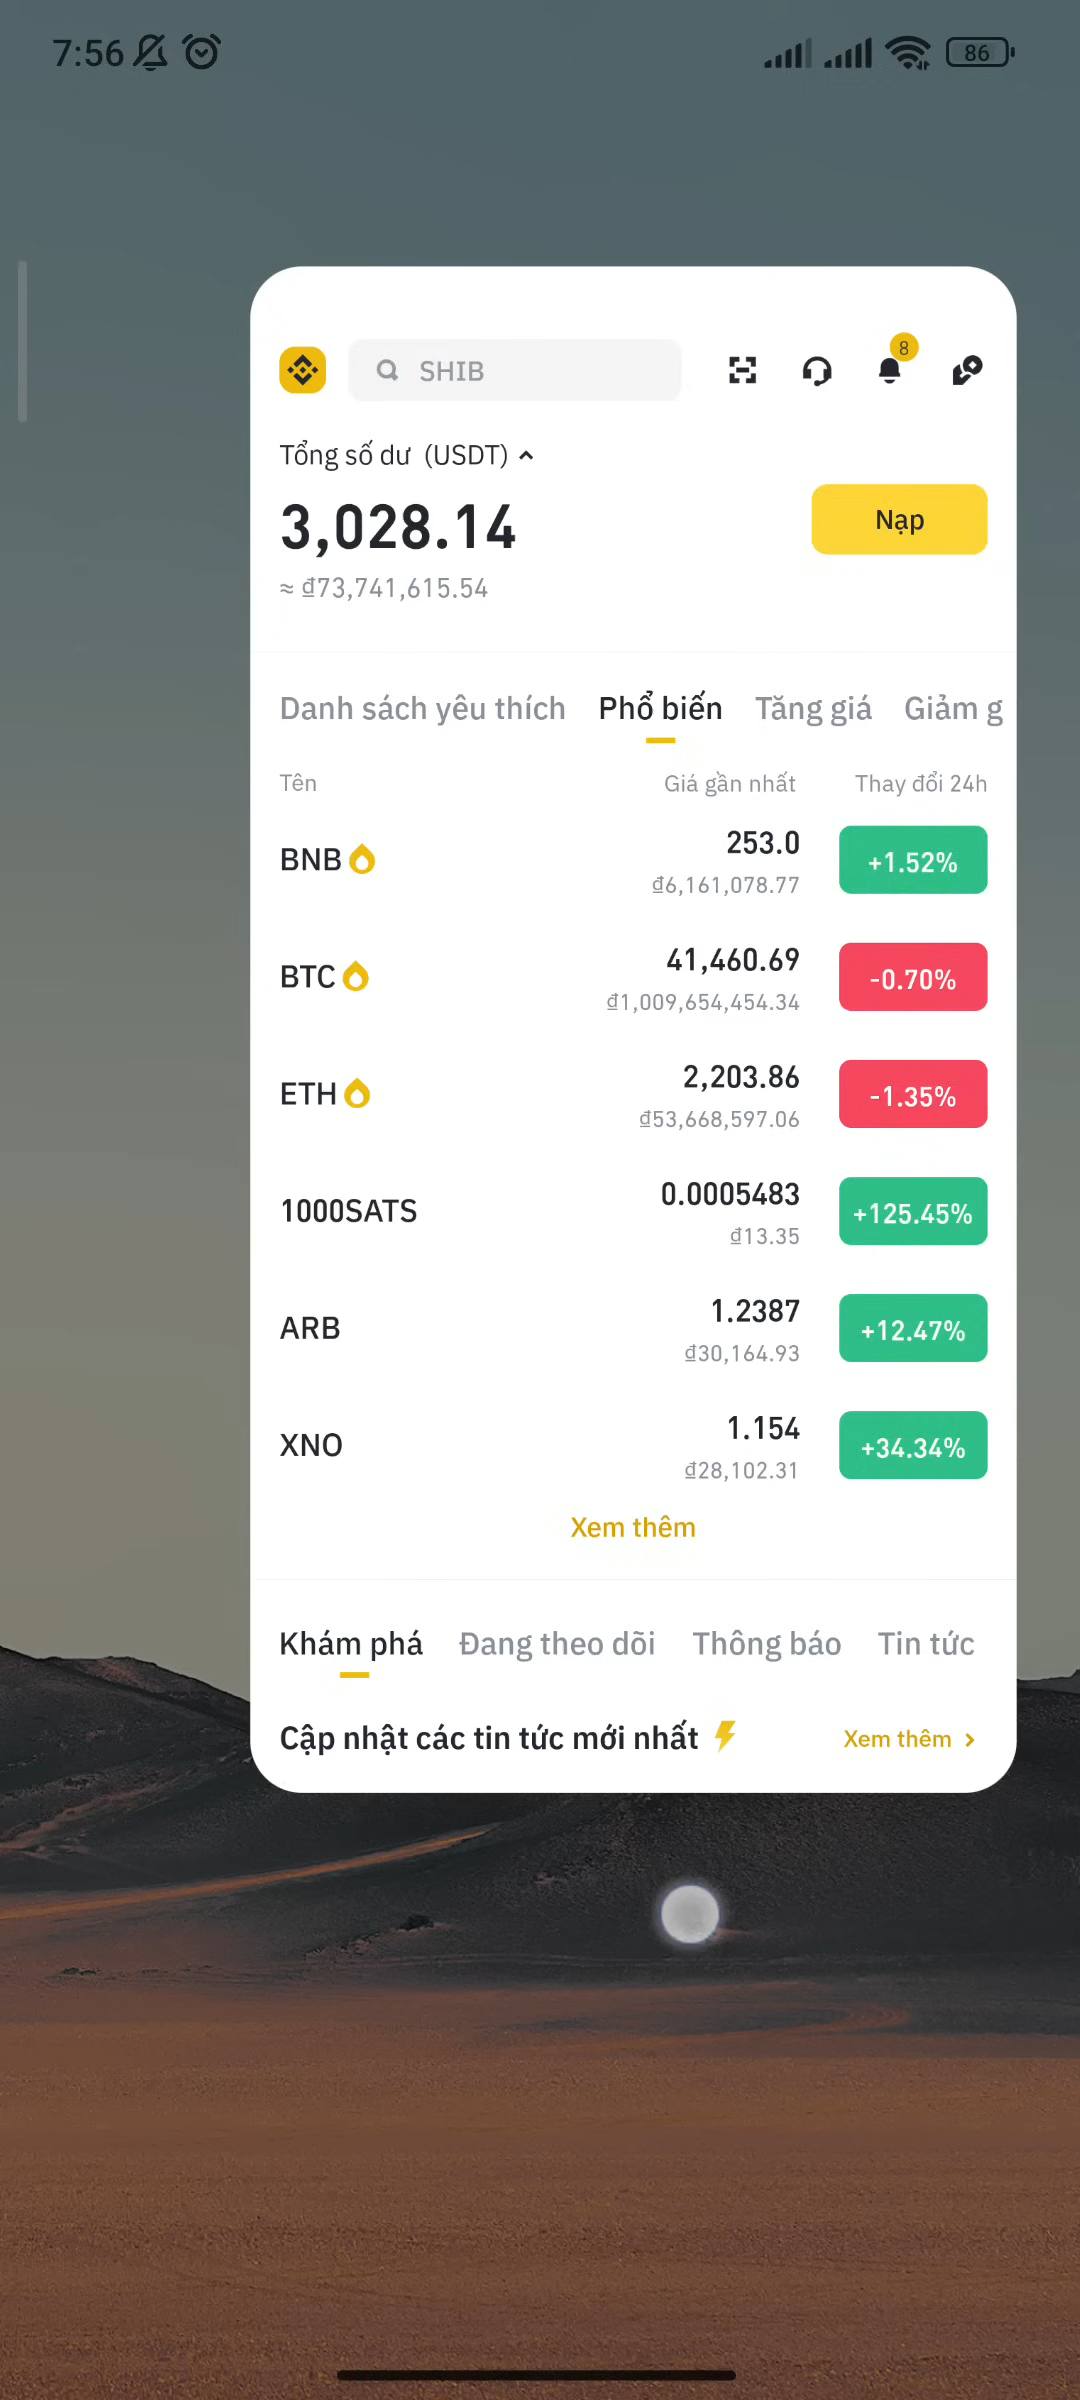 7:56
86
SHIB
8
Tổng số dư (USDT)
3,028.14
Nạp
≈ ₫73,741,615.54
Danh sách yêu thích Phổ biến Tăng giá Giảm g
Tên Giá gần nhất Thay đổi 24h
BNB 253.0 +1.52%
₫6,161,078.77
BTC 41,460.69 -0.70%
₫1,009,654,454.34
ETH 2,203.86 -1.35%
₫53,668,597.06
1000SATS 0.0005483 +125.45%
₫13.35
ARB 1.2387 +12.47%
₫30,164.93
XNO 1.154 +34.34%
₫28,102.31
Xem thêm
Khám phá Đang theo dõi Thông báo Tin tức
Cập nhật các tin tức mới nhất Xem thêm